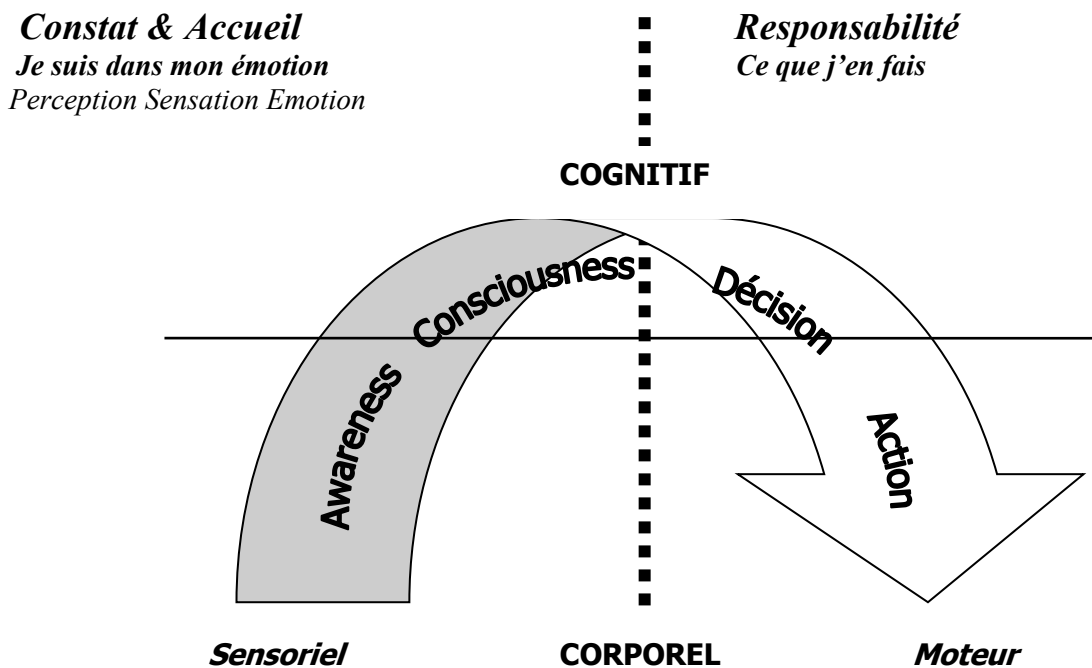 Constat & Accueil
Je suis dans mon émotion
Perception Sensation Emotion
Responsabilité
Ce que j’en fais
COGNITIF
Awareness
Consciousness
Décision
Action
Sensoriel
CORPOREL
Moteur